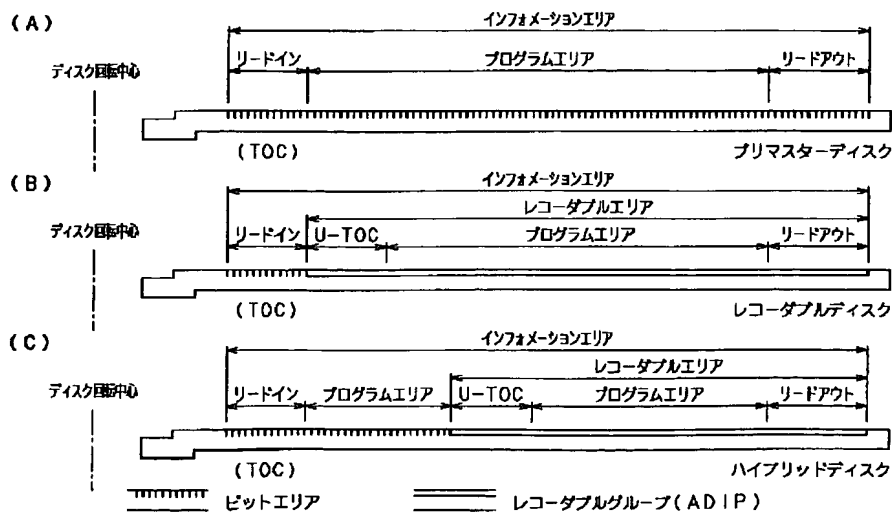 (A)
インフォメーションエリア
リードイン プログラムエリア リードアウト
ディスク回転中心
(TOC) プリマスターディスク
(B)
インフォメーションエリア
レコーダブルエリア
ディスク回転中心
リードイン U-TOC プログラムエリア リードアウト
(TOC) レコーダブルディスク
(C)
インフォメーションエリア
レコーダブルエリア
ディスク回転中心
リードイン プログラムエリア U-TOC プログラムエリア リードアウト
(TOC) ハイブリッドディスク
ピットエリア レコーダブルグルーブ(ADIP)